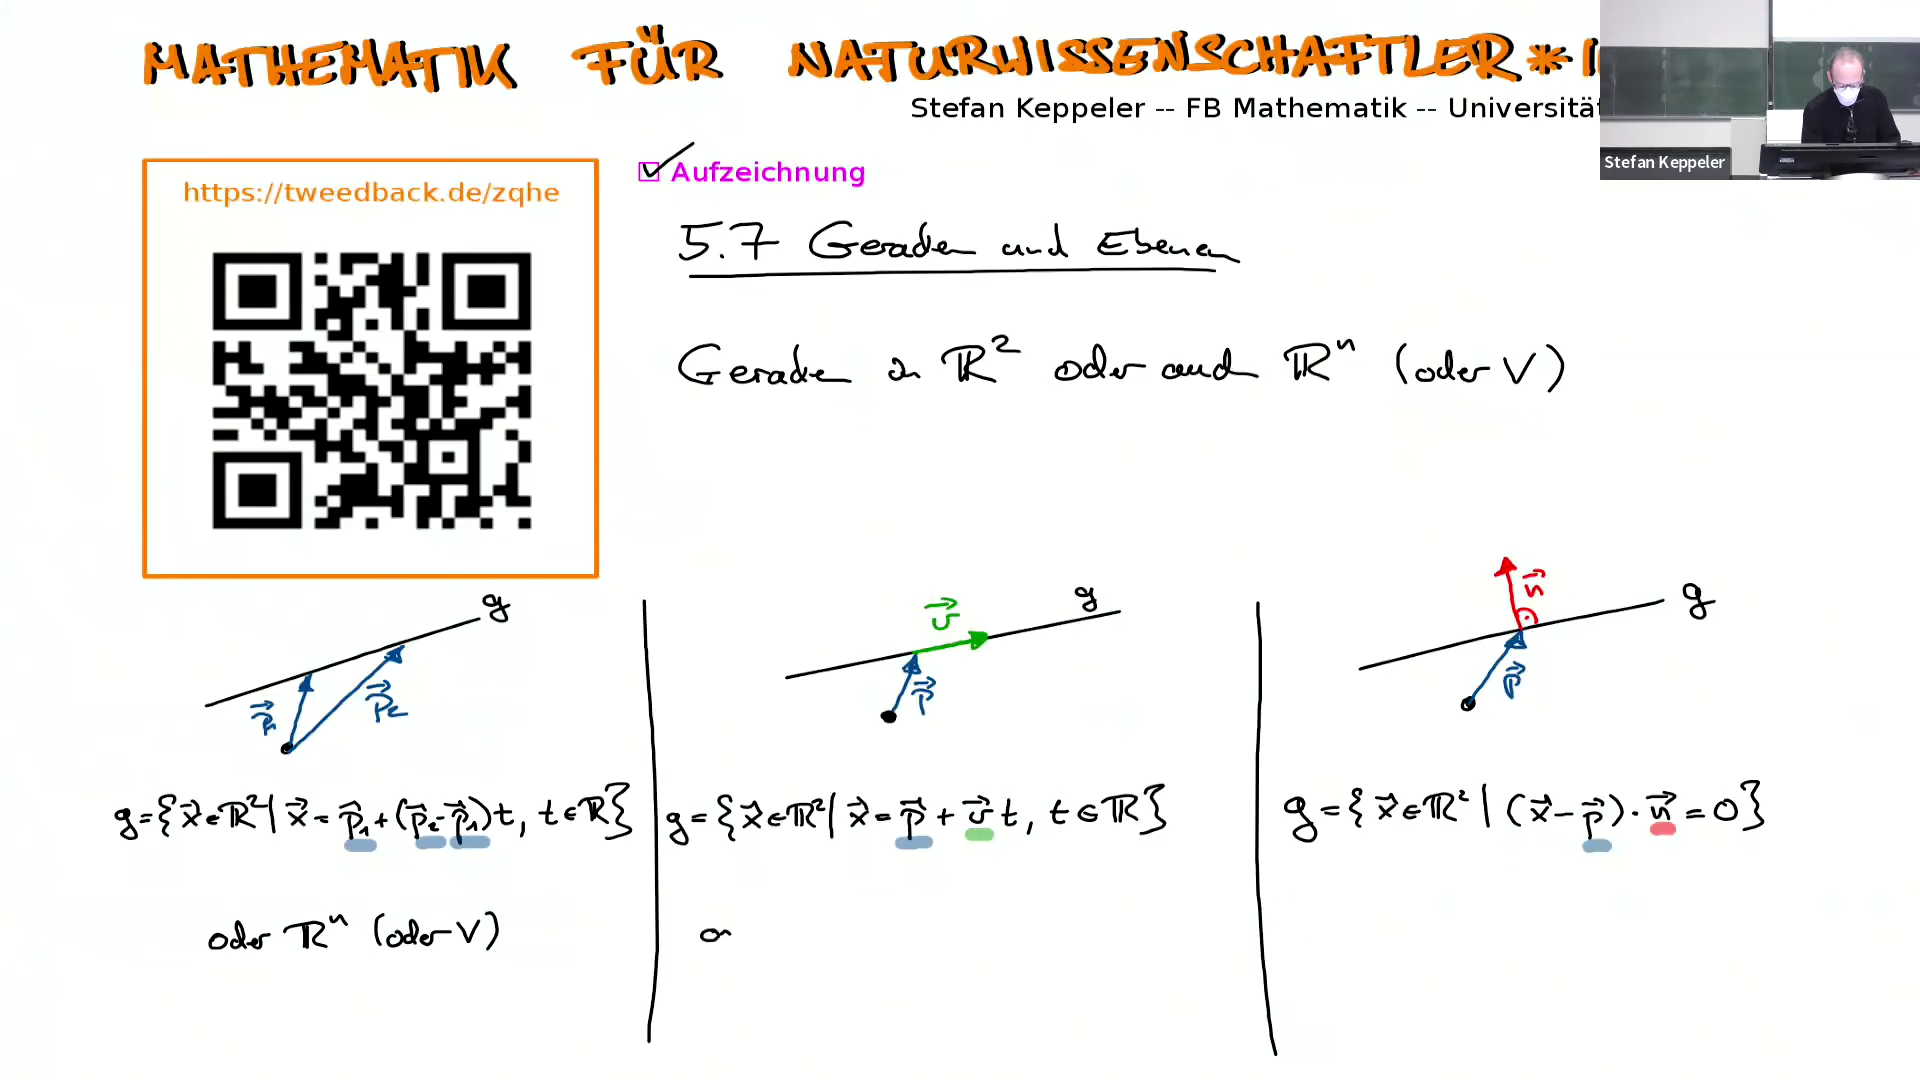 MATHEMATIK FÜR NATURWISSENSCHAFTLER*I
Stefan Keppeler -- FB Mathematik -- Universität
Stefan Keppeler
https://tweedback.de/zqhe
Aufzeichnung
5.7 Geraden und Ebenen
Geraden in ℝ² oder auch ℝⁿ (oder V)
g
p⃗₁
p⃗₂
g={x⃗∈ℝ²| x⃗=p⃗₁+(p⃗₂-p⃗₁)t, t∈ℝ}
oder ℝⁿ (oder V)
v⃗
g
p⃗
g={x⃗∈ℝ²| x⃗=p⃗+v⃗t, t∈ℝ}
o
n⃗
g
p⃗
g={x⃗∈ℝ² | (x⃗-p⃗)·n⃗=0}